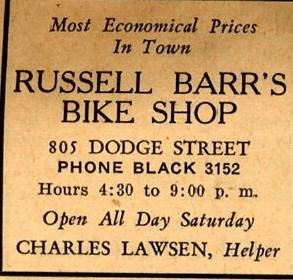 Most Economical Prices
In Town
RUSSELL BARR'S
BIKE SHOP
805 DODGE STREET
PHONE BLACK 3152
Hours 4:30 to 9:00 p. m.
Open All Day Saturday
CHARLES LAWSEN, Helper